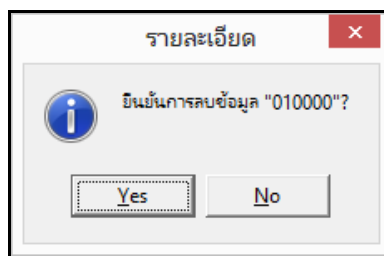 รายละเอียด
ยืนยันการลบข้อมูล "010000"?
Yes
No